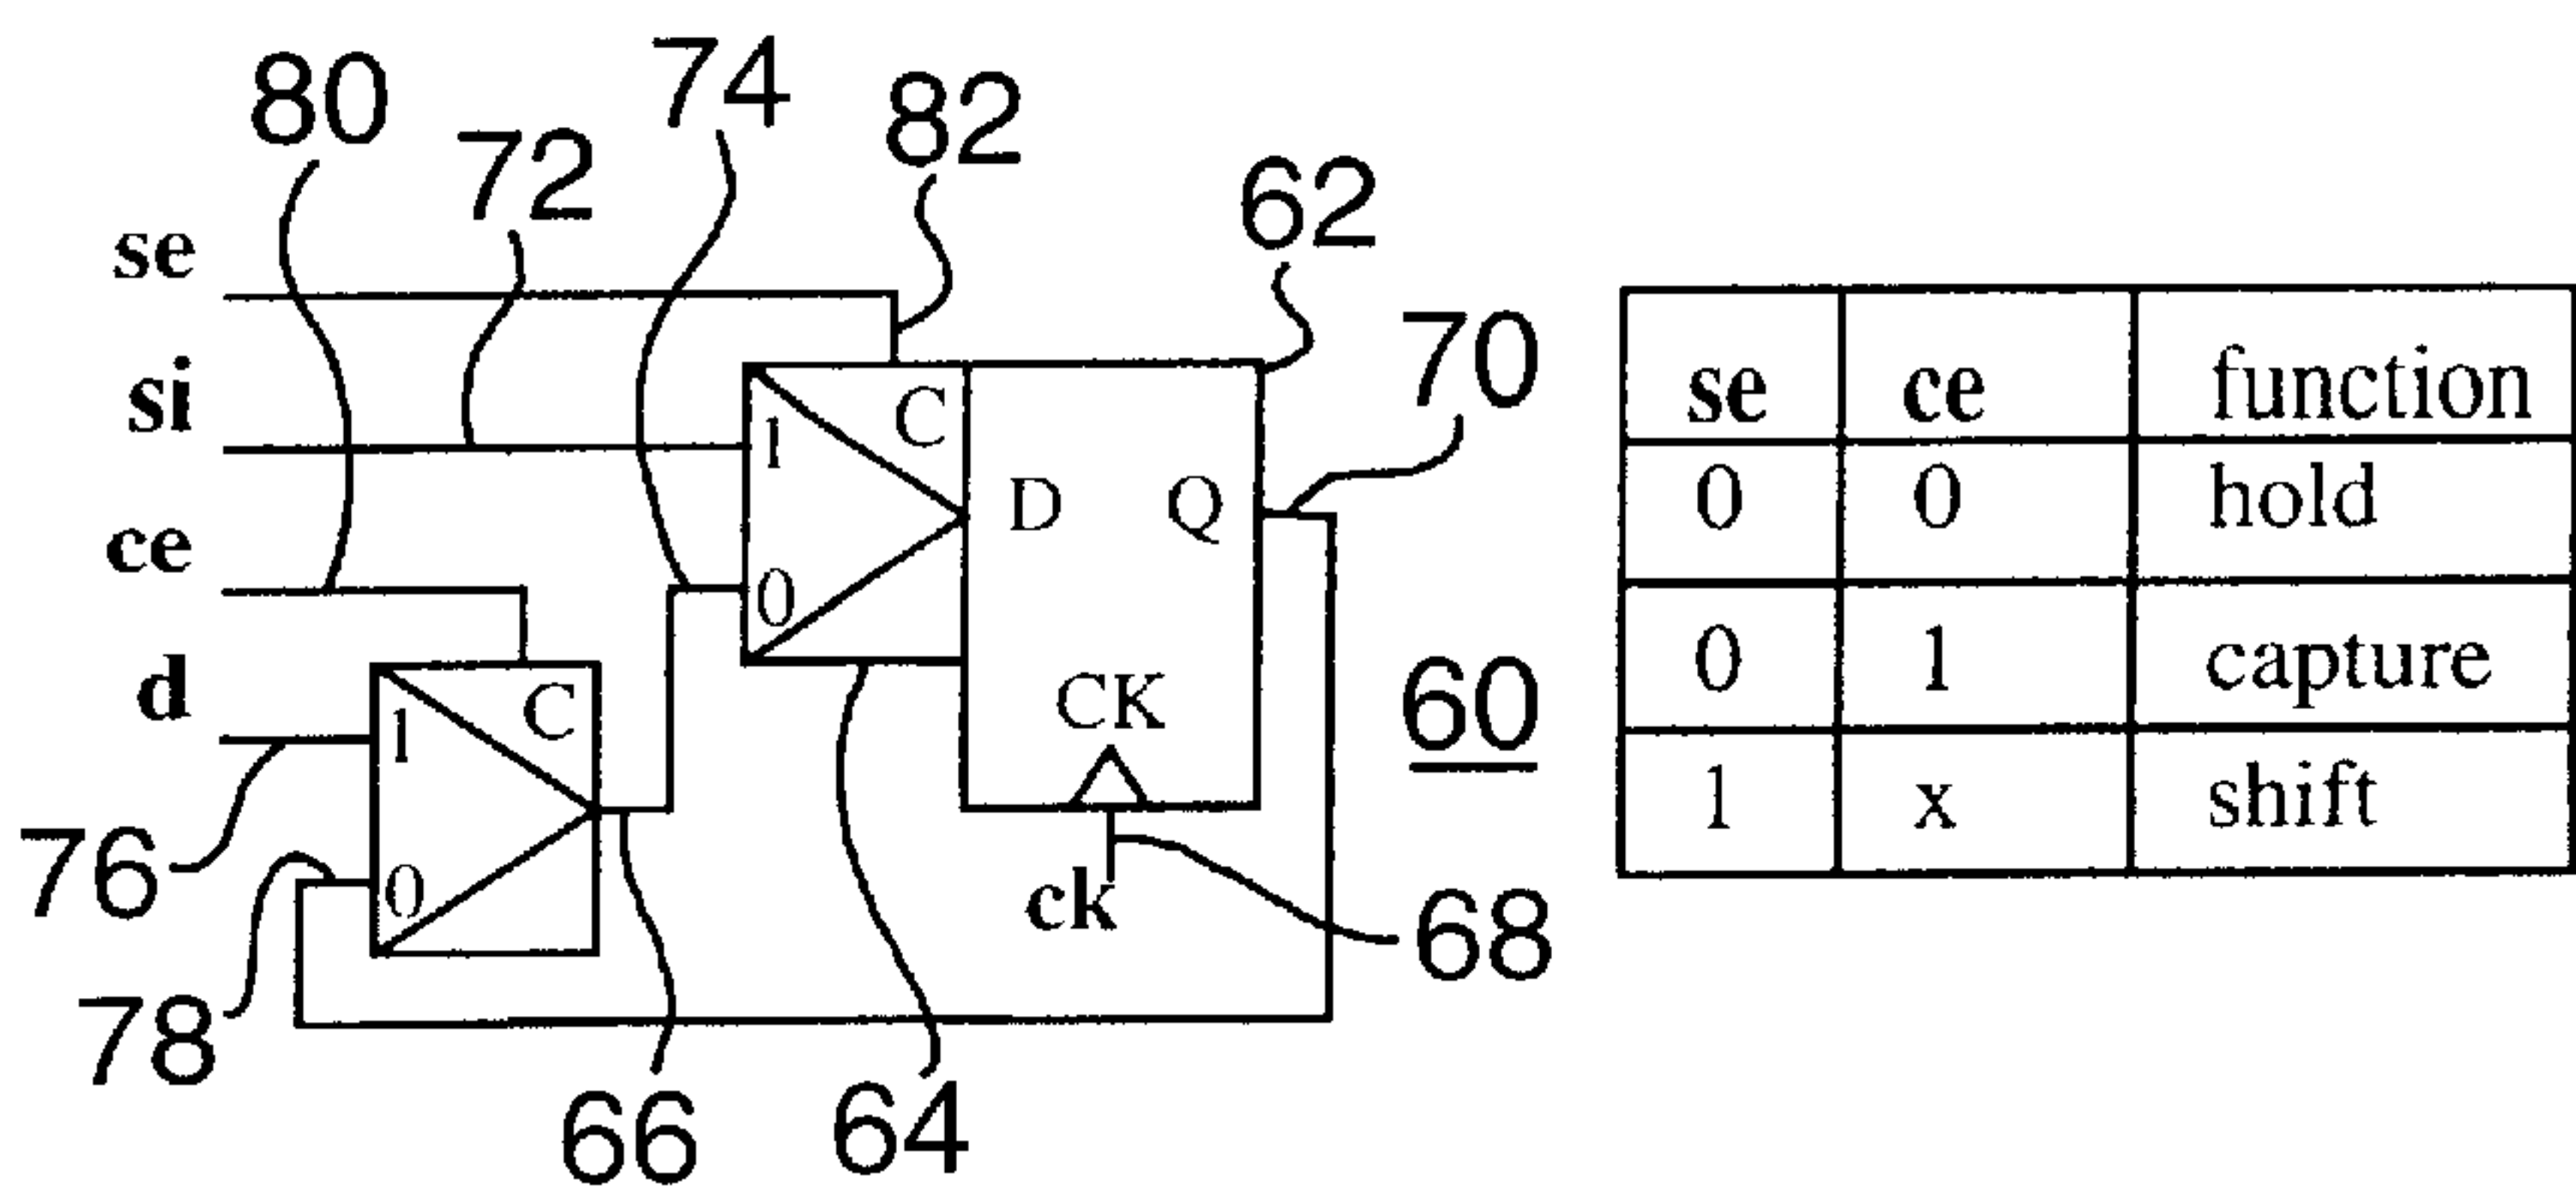 80 72 74 82 62
se
si
ce
d
1 C
0
D Q
CK
ck
1 C
0
70
60
68
76
78
66
64
se ce function
0 0 hold
0 1 capture
1 x shift